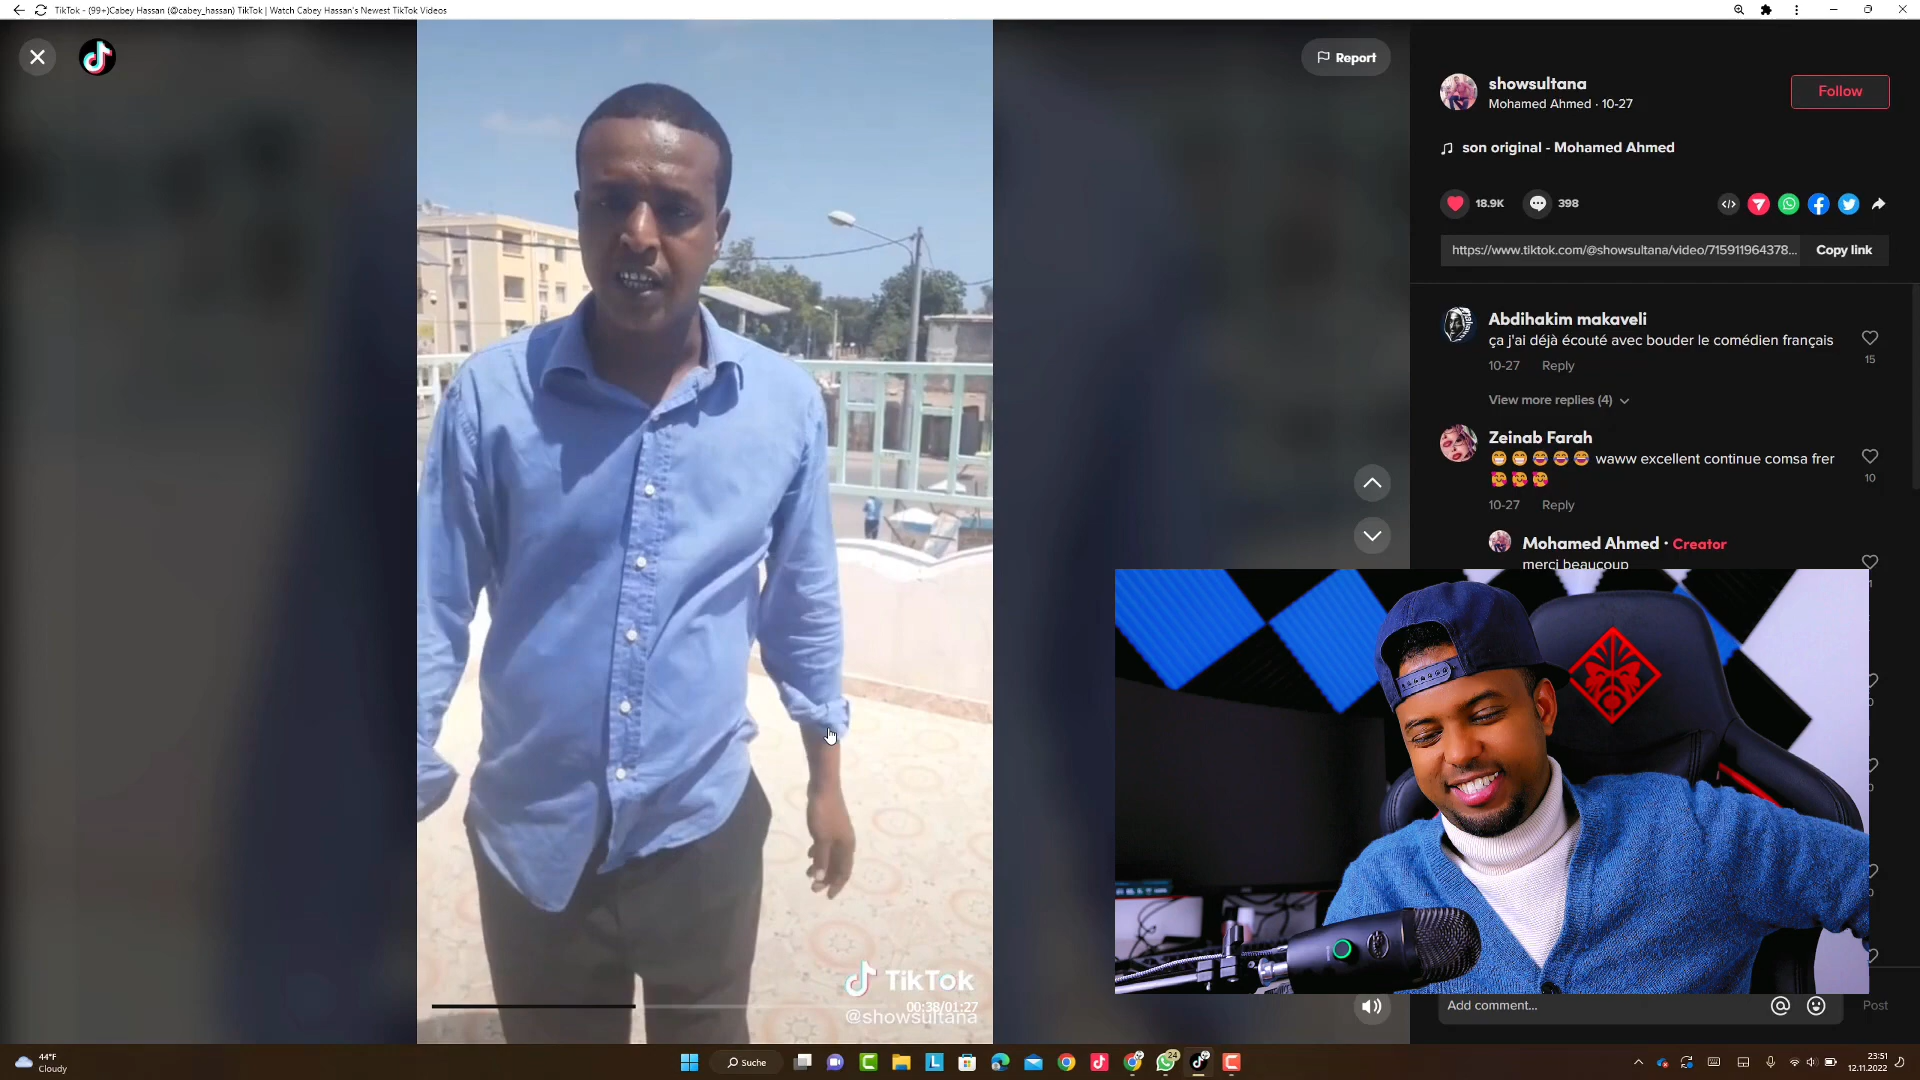 TikTok - (99+)Cabey Hassan (@cabey_hassan) TikTok | Watch Cabey Hassan's Newest TikTok Videos
Report
showsultana
Mohamed Ahmed · 10-27
Follow
son original - Mohamed Ahmed
18.9K
398
https://www.tiktok.com/@showsultana/video/715911964378...
Copy link
Abdihakim makaveli
ça j'ai déjà écouté avec bouder le comédien français
15
10-27 Reply
View more replies (4)
Zeinab Farah
😁😁😂😂😂 waww excellent continue comsa frer
🥰🥰🥰
10
10-27 Reply
Mohamed Ahmed · Creator
merci beaucoup
TikTok
00:38/01:27
@showsultana
Add comment...
Post
44°F
Cloudy
Suche
24
23:51
12.11.2022